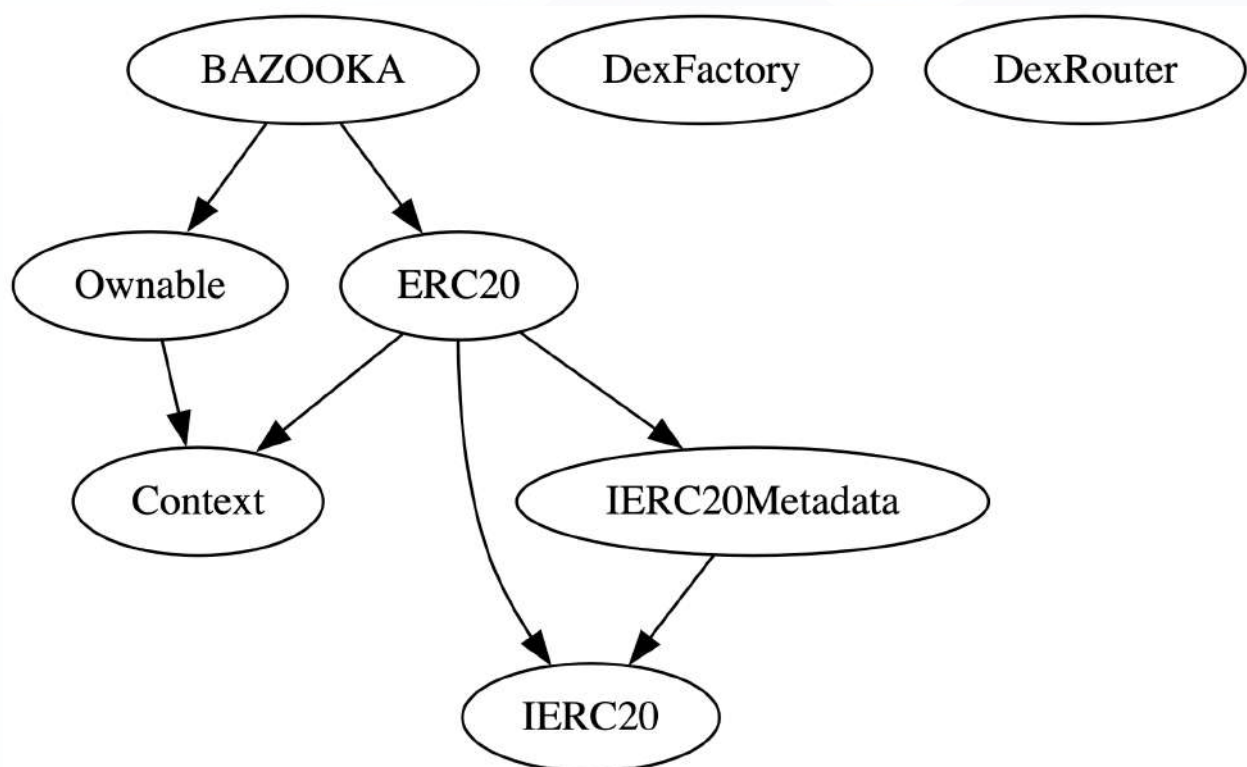 BAZOOKA
DexFactory
DexRouter
Ownable
ERC20
Context
IERC20Metadata
IERC20